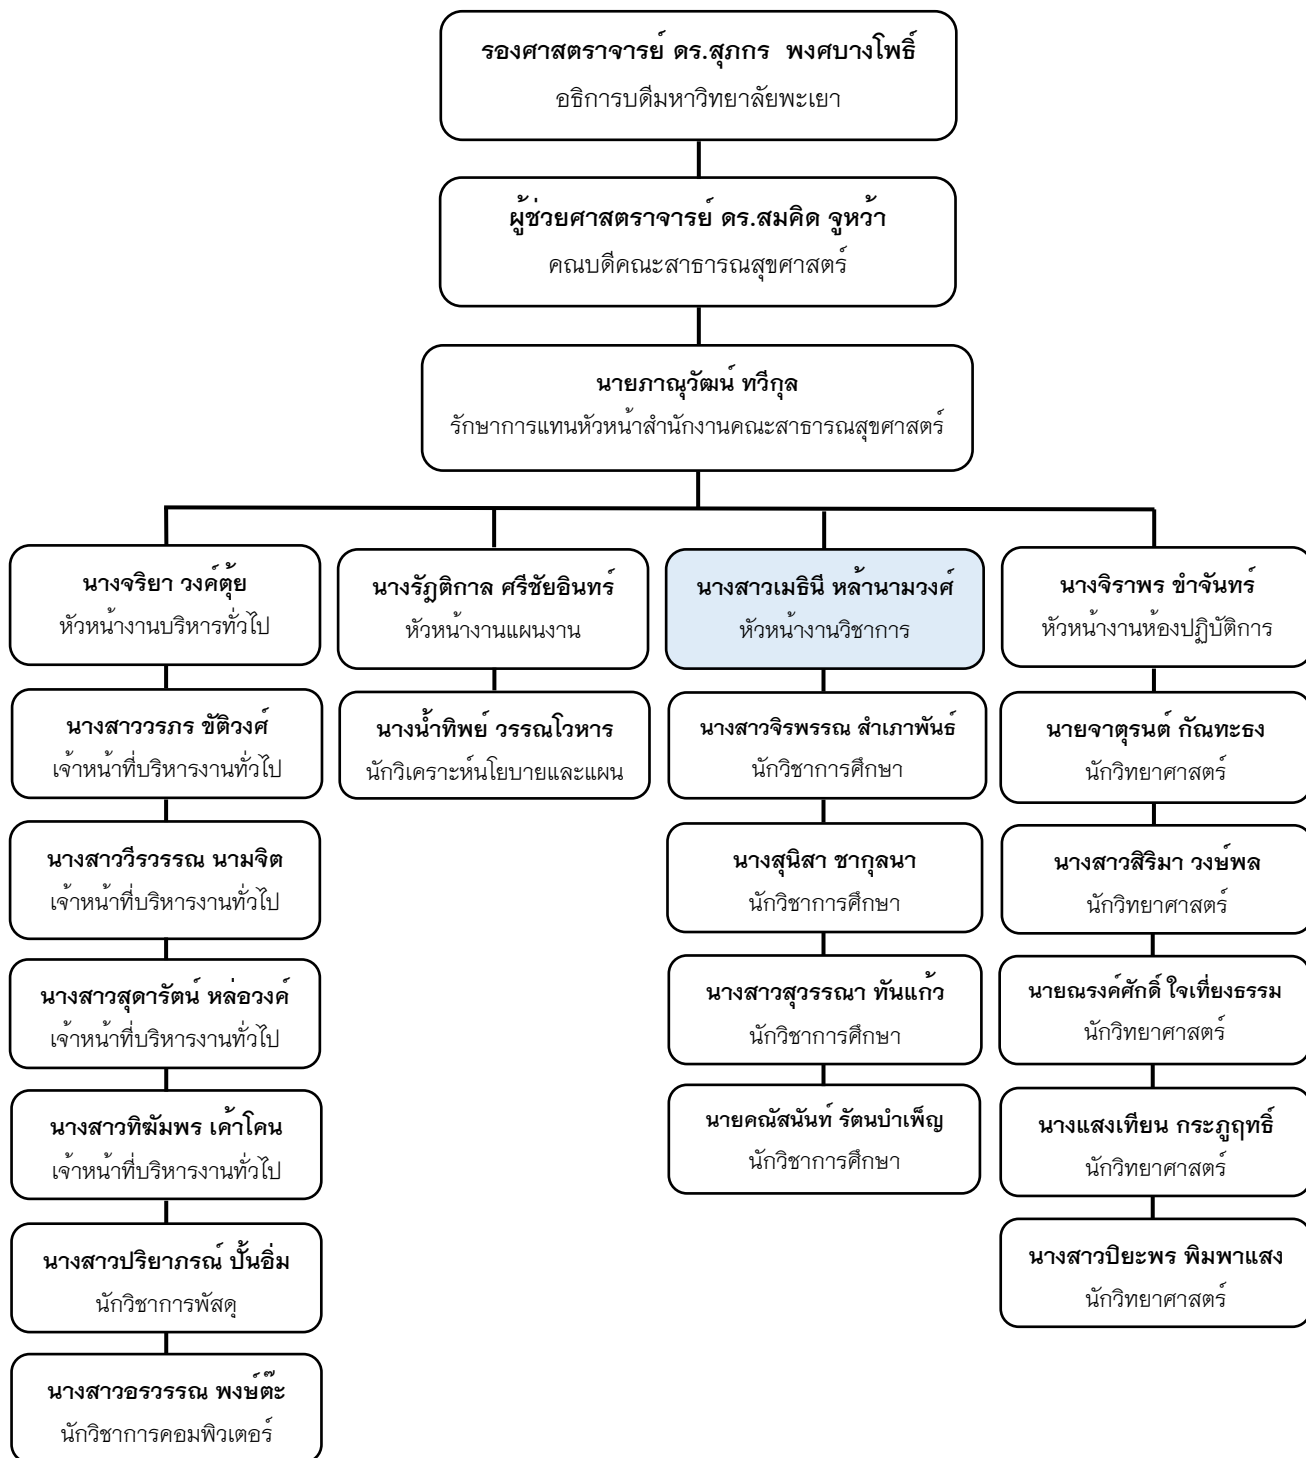 รองศาสตราจารย์ ดร.สุภกร พงศบางโพธิ์
อธิการบดีมหาวิทยาลัยพะเยา
ผู้ช่วยศาสตราจารย์ ดร.สมคิด จูหว้า
คณบดีคณะสาธารณสุขศาสตร์
นายภาณุวัฒน์ ทวีกุล
รักษาการแทนหัวหน้าสำนักงานคณะสาธารณสุขศาสตร์
นางจริยา วงค์ตุ้ย
หัวหน้างานบริหารทั่วไป
นางสาววรภร ขัติวงศ์
เจ้าหน้าที่บริหารงานทั่วไป
นางสาววีรวรรณ นามจิต
เจ้าหน้าที่บริหารงานทั่วไป
นางสาวสุดารัตน์ หล่อวงค์
เจ้าหน้าที่บริหารงานทั่วไป
นางสาวทิฆัมพร เค้าโคน
เจ้าหน้าที่บริหารงานทั่วไป
นางสาวปริยาภรณ์ ปั้นอิ่ม
นักวิชาการพัสดุ
นางสาวอรวรรณ พงษ์ต๊ะ
นักวิชาการคอมพิวเตอร์
นางรัฎติกาล ศรีชัยอินทร์
หัวหน้างานแผนงาน
นางน้ำทิพย์ วรรณโวหาร
นักวิเคราะห์นโยบายและแผน
นางสาวเมธินี หล้านามวงศ์
หัวหน้างานวิชาการ
นางสาวจิรพรรณ สำเภาพันธ์
นักวิชาการศึกษา
นางสุนิสา ชากุลนา
นักวิชาการศึกษา
นางสาวสุวรรณา ทันแก้ว
นักวิชาการศึกษา
นายคณัสนันท์ รัตนบำเพ็ญ
นักวิชาการศึกษา
นางจิราพร ขำจันทร์
หัวหน้างานห้องปฏิบัติการ
นายจาตุรนต์ กัณทะธง
นักวิทยาศาสตร์
นางสาวสิริมา วงษ์พล
นักวิทยาศาสตร์
นายณรงค์ศักดิ์ ใจเที่ยงธรรม
นักวิทยาศาสตร์
นางแสงเทียน กระภูฤทธิ์
นักวิทยาศาสตร์
นางสาวปิยะพร พิมพาแสง
นักวิทยาศาสตร์